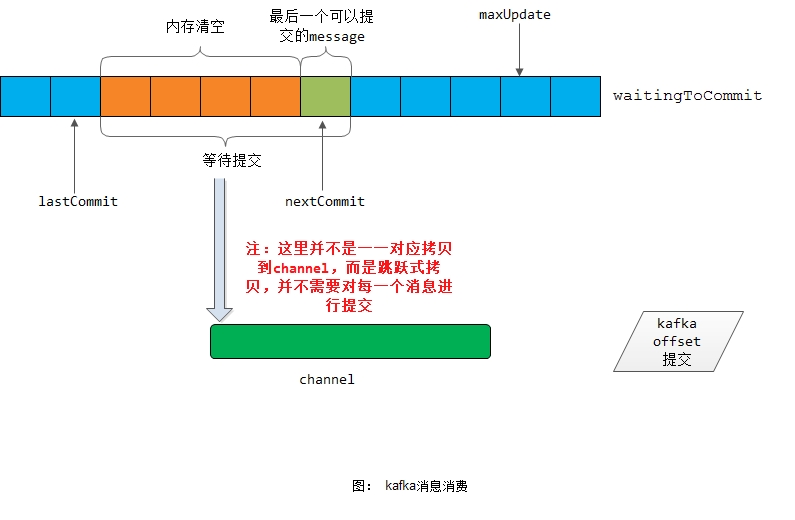 内存清空
最后一个可以提
交的message
maxUpdate
waitingToCommit
等待提交
lastCommit
nextCommit
注：这里并不是一一对应拷贝
到channel，而是跳跃式拷
贝，并不需要对每一个消息进
行提交
kafka
offset
提交
channel
图： kafka消息消费